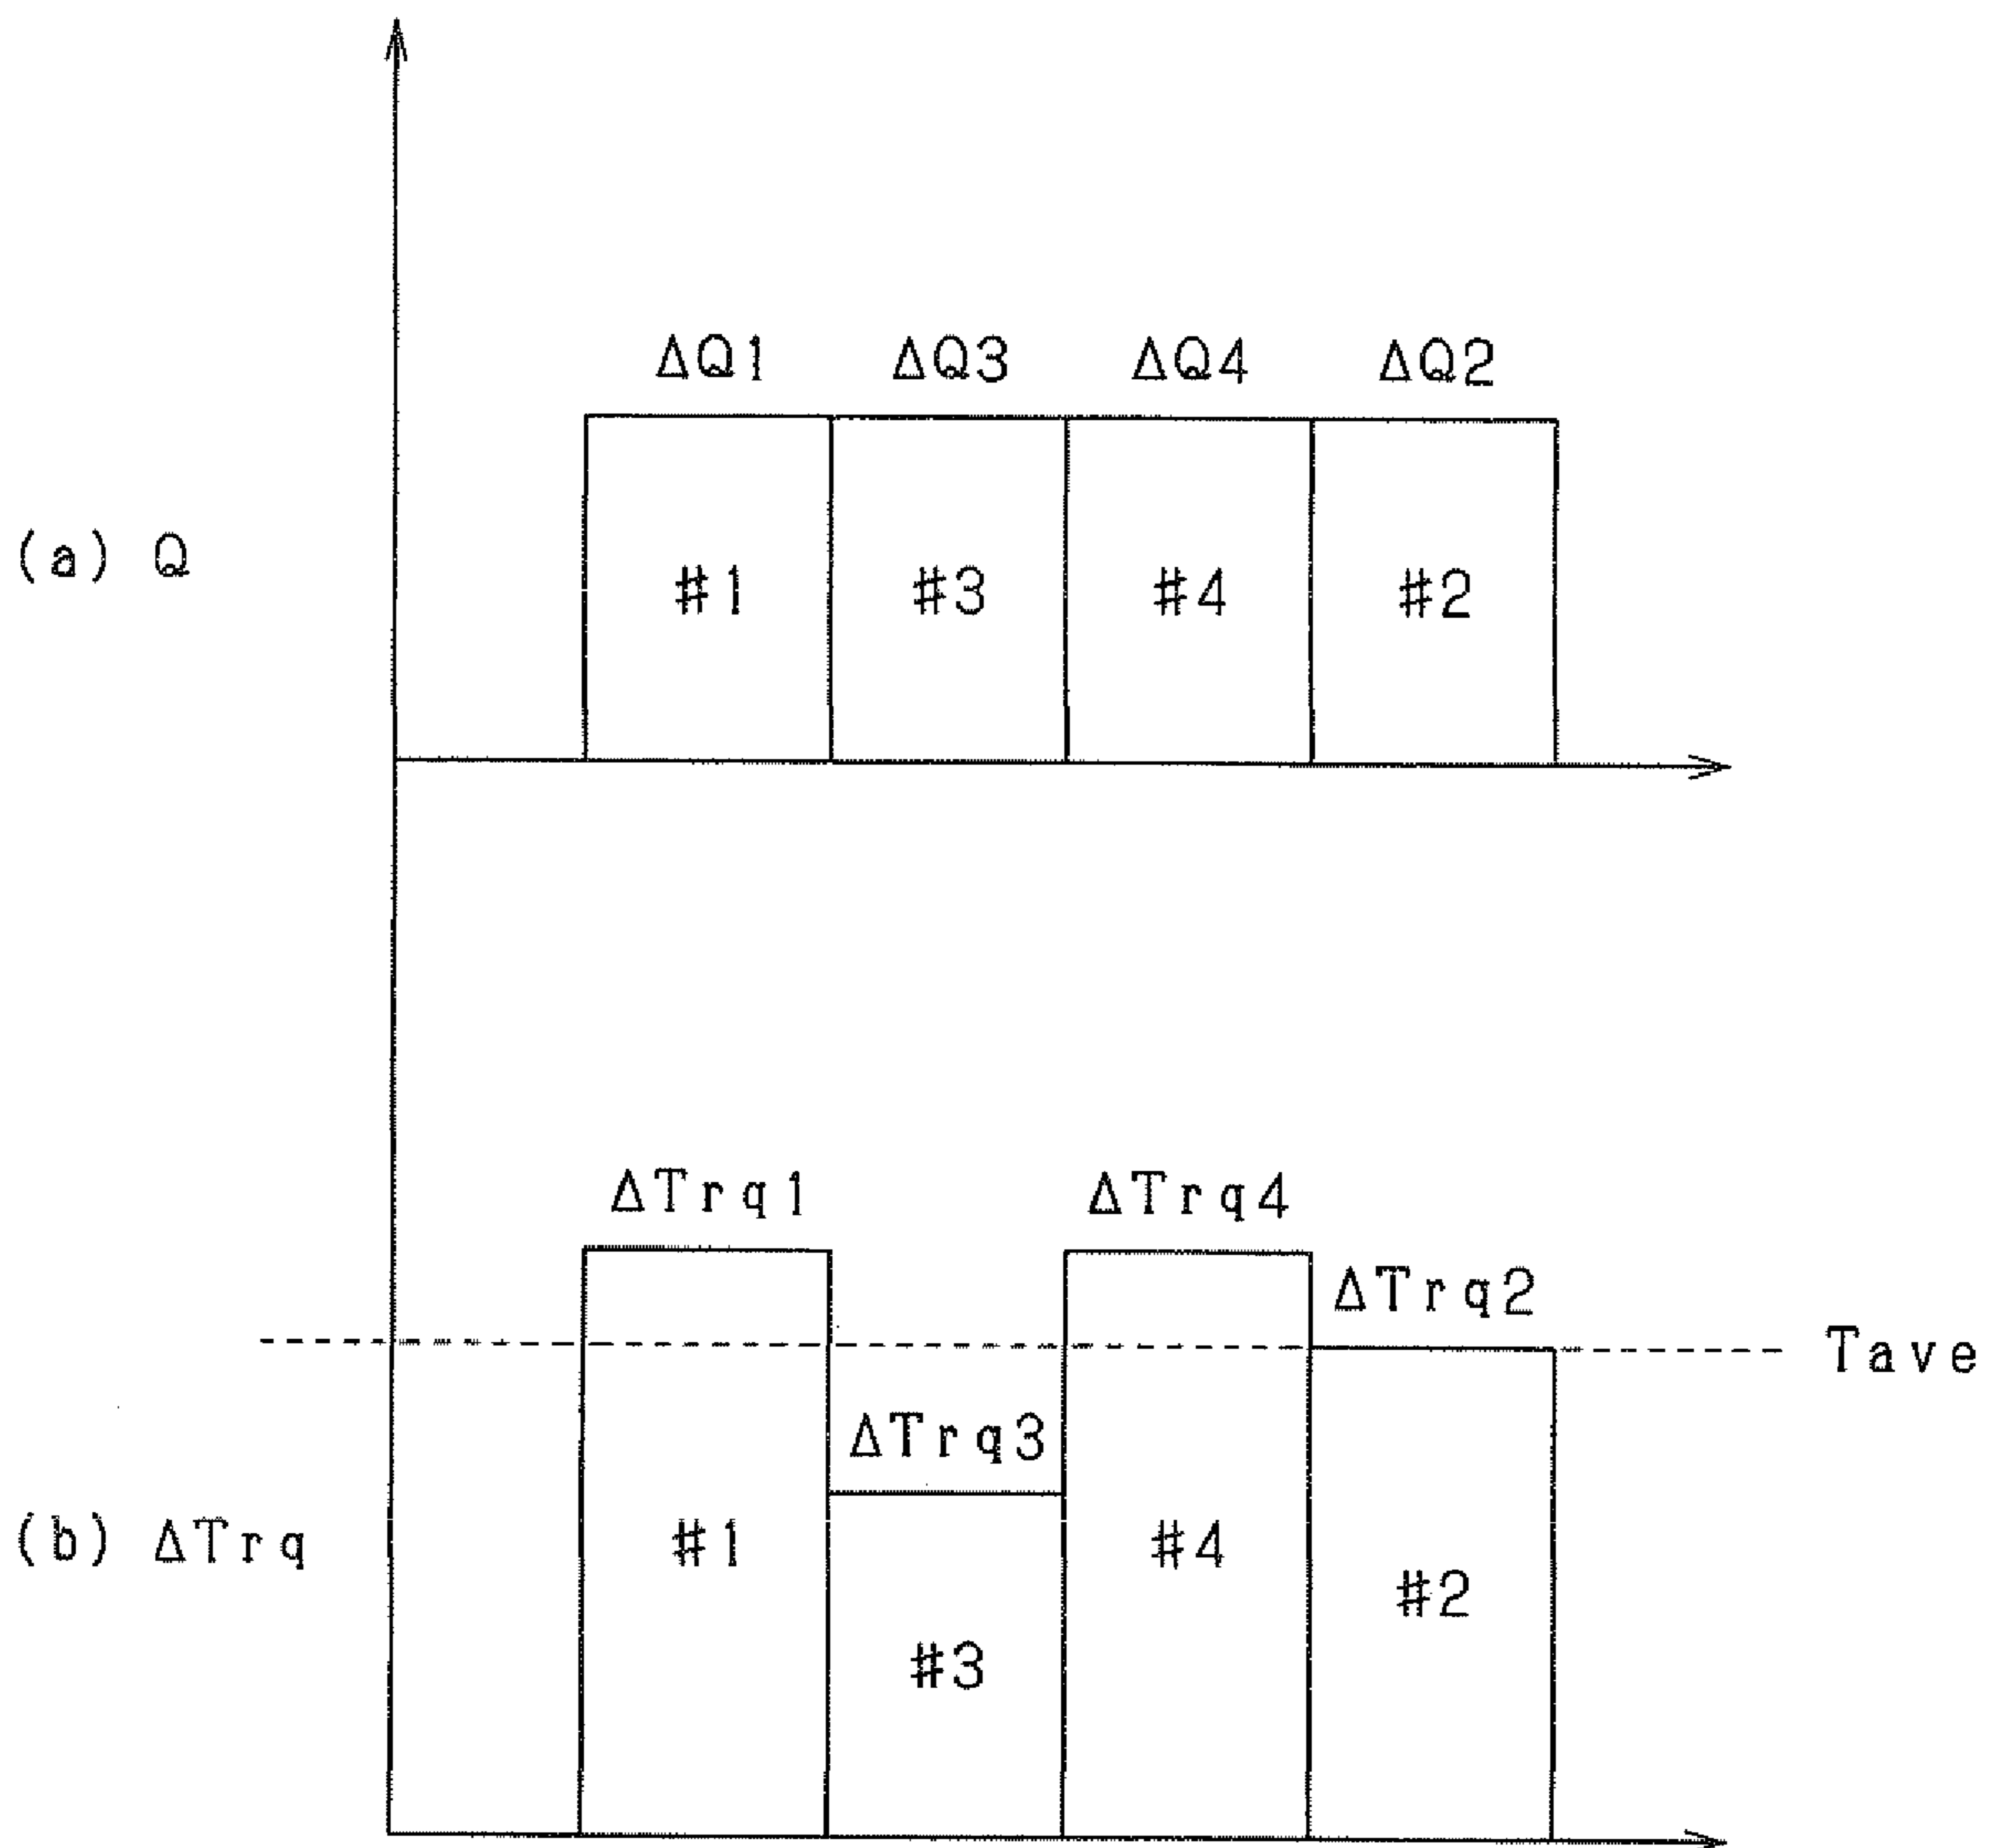 ΔQ1 ΔQ3 ΔQ4 ΔQ2
(a) Q
#1 #3 #4 #2
ΔTrq1 ΔTrq4
ΔTrq2
Tave
ΔTrq3
(b) ΔTrq
#1 #4
#2
#3